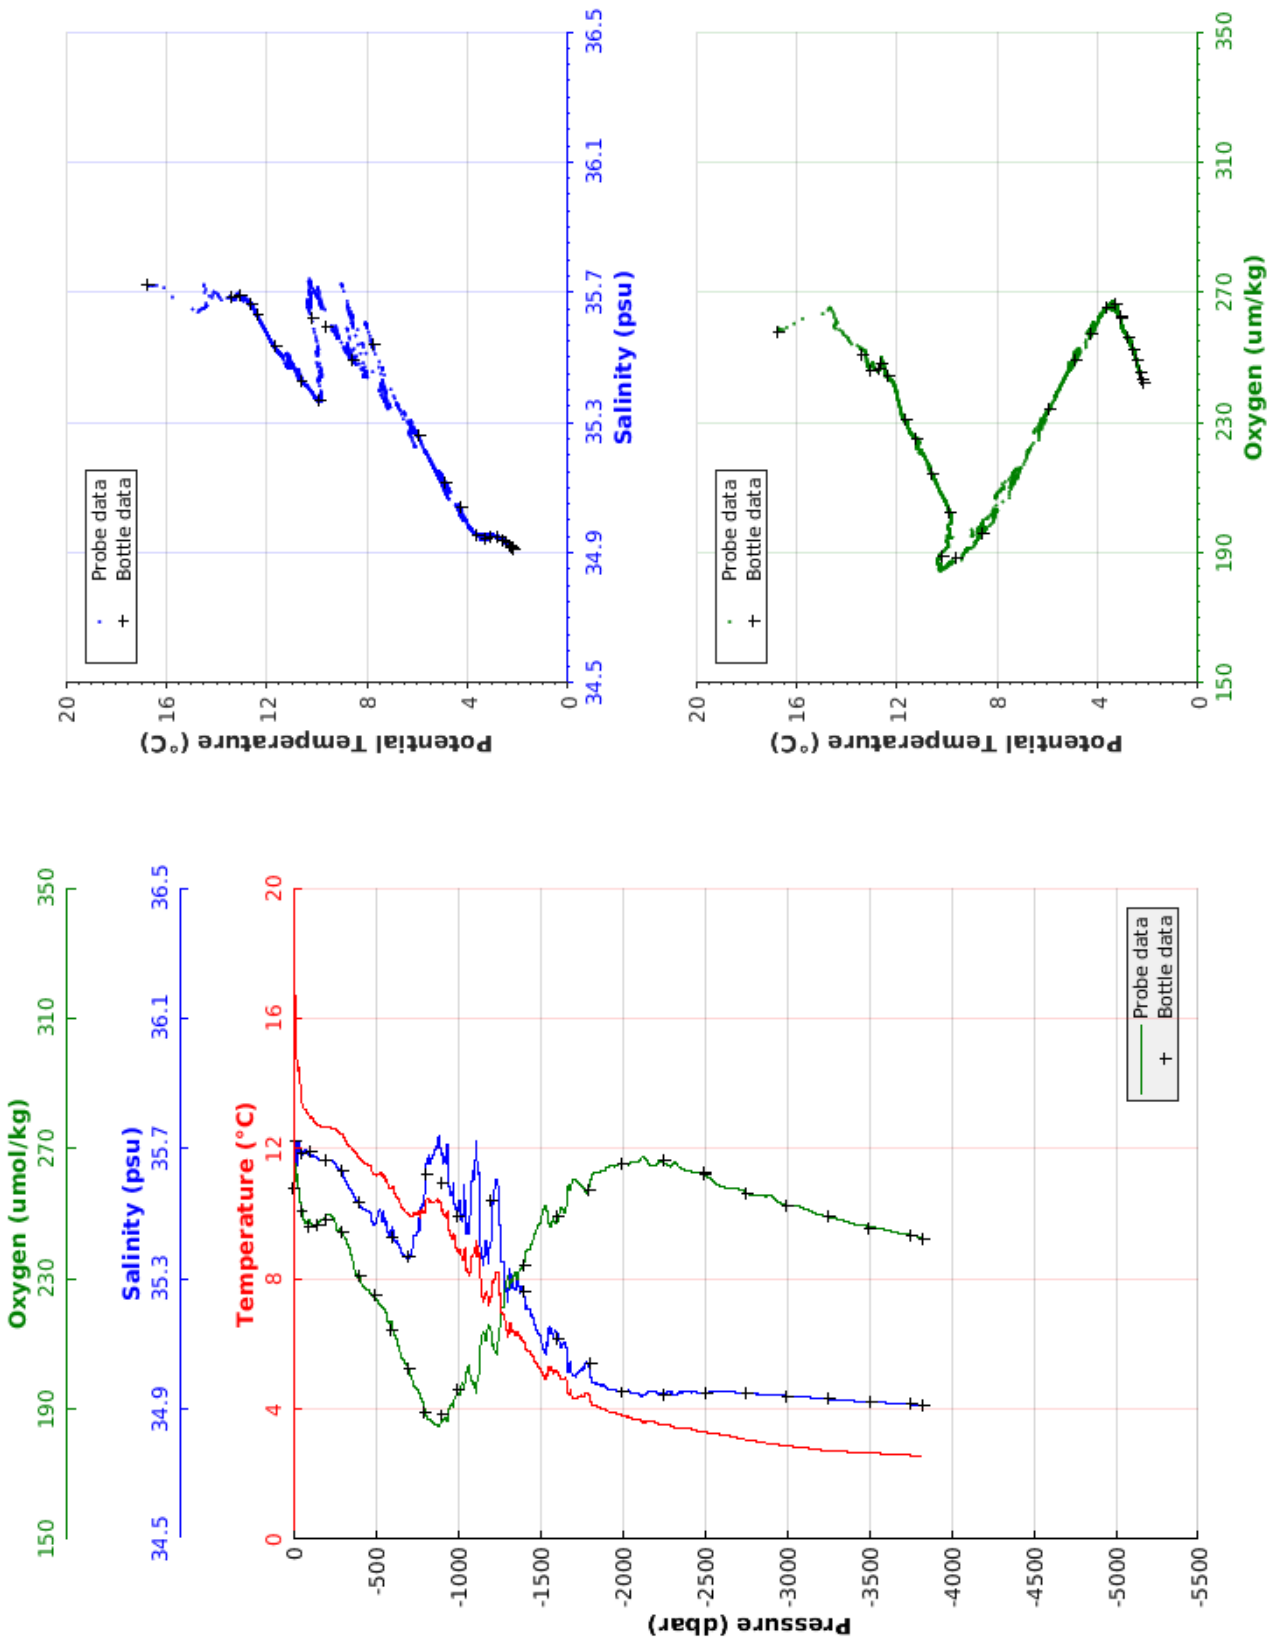 Oxygen (umol/kg)
150 190 230 270 310 350
Salinity (psu)
34.5 34.9 35.3 35.7 36.1 36.5
Temperature (°C)
0 4 8 12 16 20
Pressure (dbar)
0
-500
-1000
-1500
-2000
-2500
-3000
-3500
-4000
-4500
-5000
-5500
Probe data
Bottle data
Potential Temperature (°C)
20
16
12
8
4
0
Probe data
Bottle data
34.5 34.9 35.3 35.7 36.1 36.5
Salinity (psu)
Potential Temperature (°C)
20
16
12
8
4
0
Probe data
Bottle data
150 190 230 270 310 350
Oxygen (um/kg)